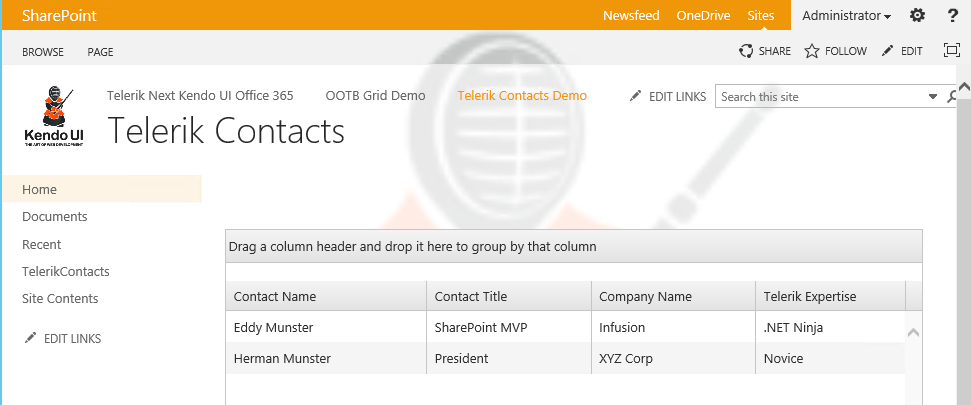 SharePoint Newsfeed OneDrive Sites Administrator ?
BROWSE PAGE SHARE FOLLOW EDIT
Telerik Next Kendo UI Office 365 OOTB Grid Demo Telerik Contacts Demo EDIT LINKS Search this site
Kendo UI
THE ART OF WEB DEVELOPMENT
Telerik Contacts
Home
Documents
Recent
TelerikContacts
Site Contents
EDIT LINKS
Drag a column header and drop it here to group by that column
Contact Name Contact Title Company Name Telerik Expertise
Eddy Munster SharePoint MVP Infusion .NET Ninja
Herman Munster President XYZ Corp Novice